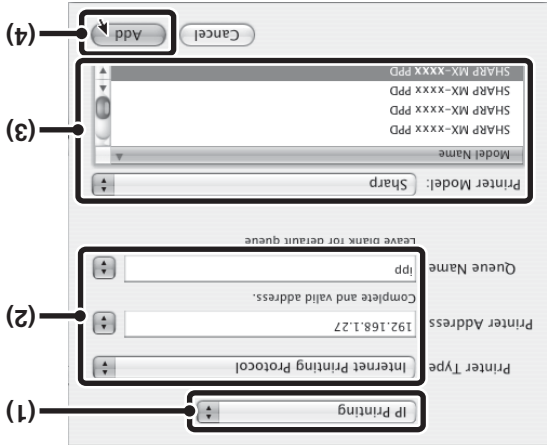 (1)
IP Printing
Printer Type Internet Printing Protocol
(2)
Printer Address 192.168.1.27
Complete and valid address.
Queue Name ipp
Leave blank for default queue
(3)
Printer Model: Sharp
Model Name
SHARP MX-xxxx PPD
SHARP MX-xxxx PPD
SHARP MX-xxxx PPD
SHARP MX-xxxx PPD
(4)
Cancel Add